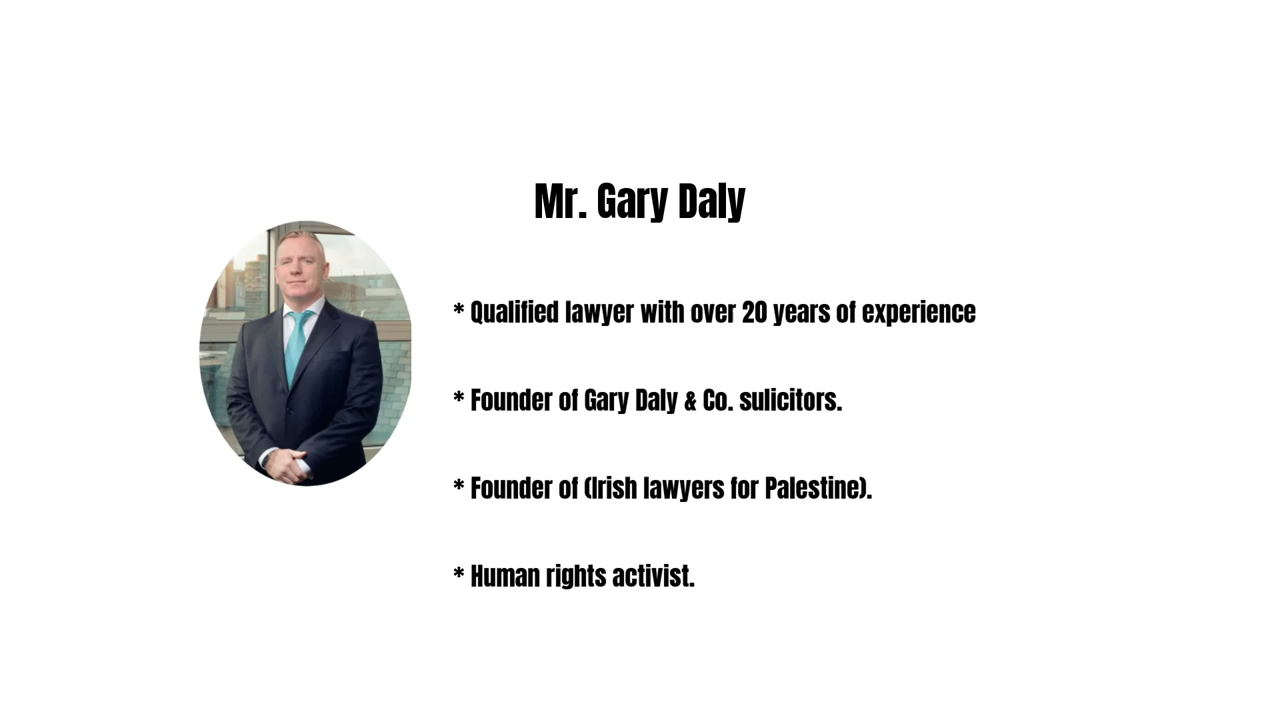 Mr. Gary Daly
* Qualified lawyer with over 20 years of experience
* Founder of Gary Daly & Co. sulicitors.
* Founder of (Irish lawyers for Palestine).
* Human rights activist.